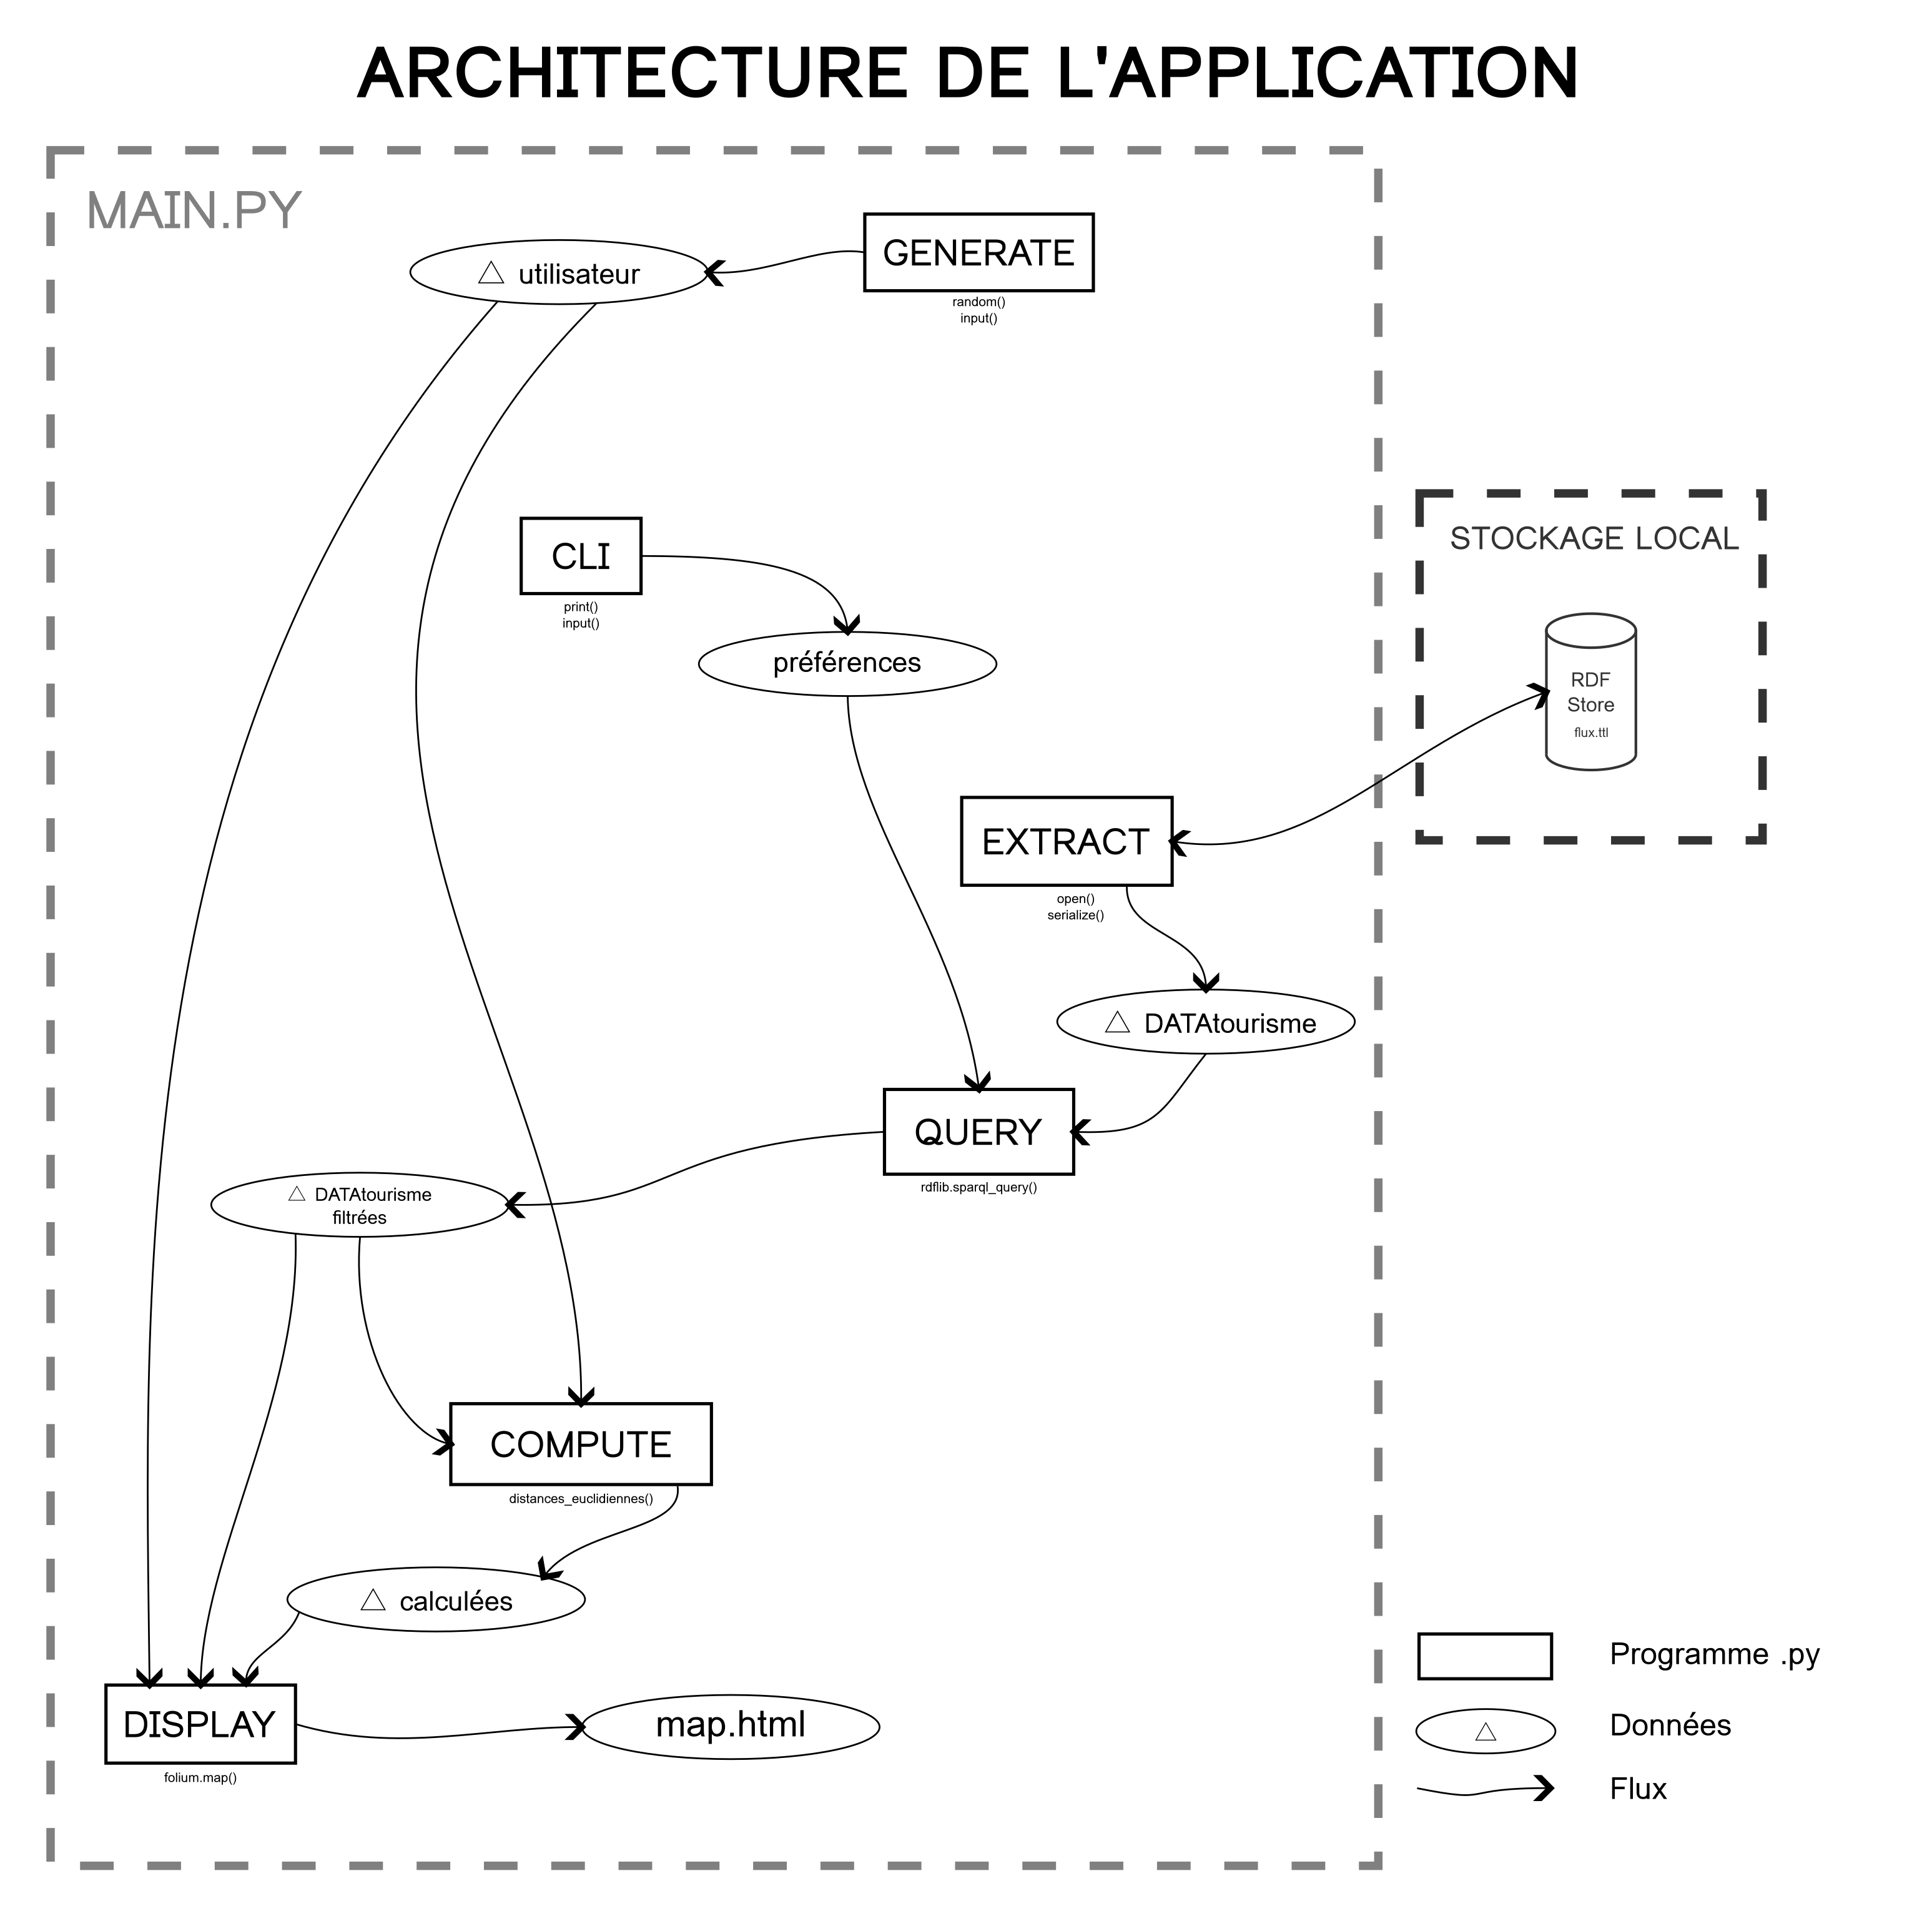 ARCHITECTURE DE L'APPLICATION
MAIN.PY
GENERATE
random()
input()
△ utilisateur
CLI
print()
input()
préférences
STOCKAGE LOCAL
RDF
Store
flux.ttl
EXTRACT
open()
serialize()
△ DATAtourisme
QUERY
rdflib.sparql_query()
△ DATAtourisme
filtrées
COMPUTE
distances_euclidiennes()
△ calculées
DISPLAY
folium.map()
map.html
Programme .py
△
Données
Flux